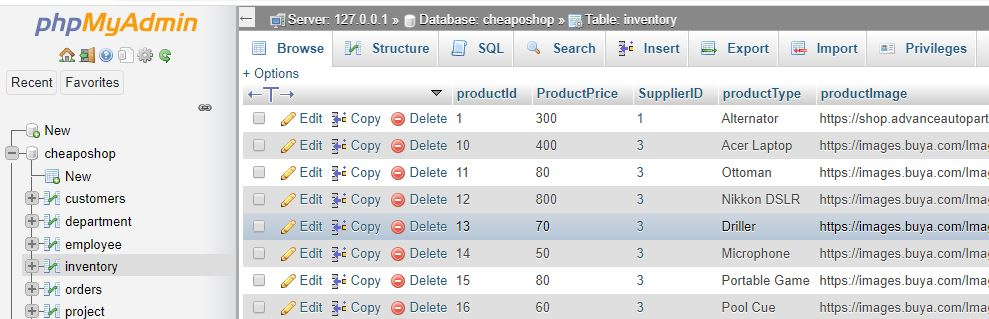 phpMyAdmin
Recent Favorites
New
cheaposhop
New
customers
department
employee
inventory
orders
project
Server: 127.0.0.1 » Database: cheaposhop » Table: inventory
Browse Structure SQL Search Insert Export Import Privileges
+ Options
←T→ productId ProductPrice SupplierID productType productImage
Edit Copy Delete 1 300 1 Alternator https://shop.advanceautopart
Edit Copy Delete 10 400 3 Acer Laptop https://images.buya.com/Ima
Edit Copy Delete 11 80 3 Ottoman https://images.buya.com/Ima
Edit Copy Delete 12 800 3 Nikkon DSLR https://images.buya.com/Ima
Edit Copy Delete 13 70 3 Driller https://images.buya.com/Ima
Edit Copy Delete 14 50 3 Microphone https://images.buya.com/Ima
Edit Copy Delete 15 80 3 Portable Game https://images.buya.com/Ima
Edit Copy Delete 16 60 3 Pool Cue https://images.buya.com/Ima